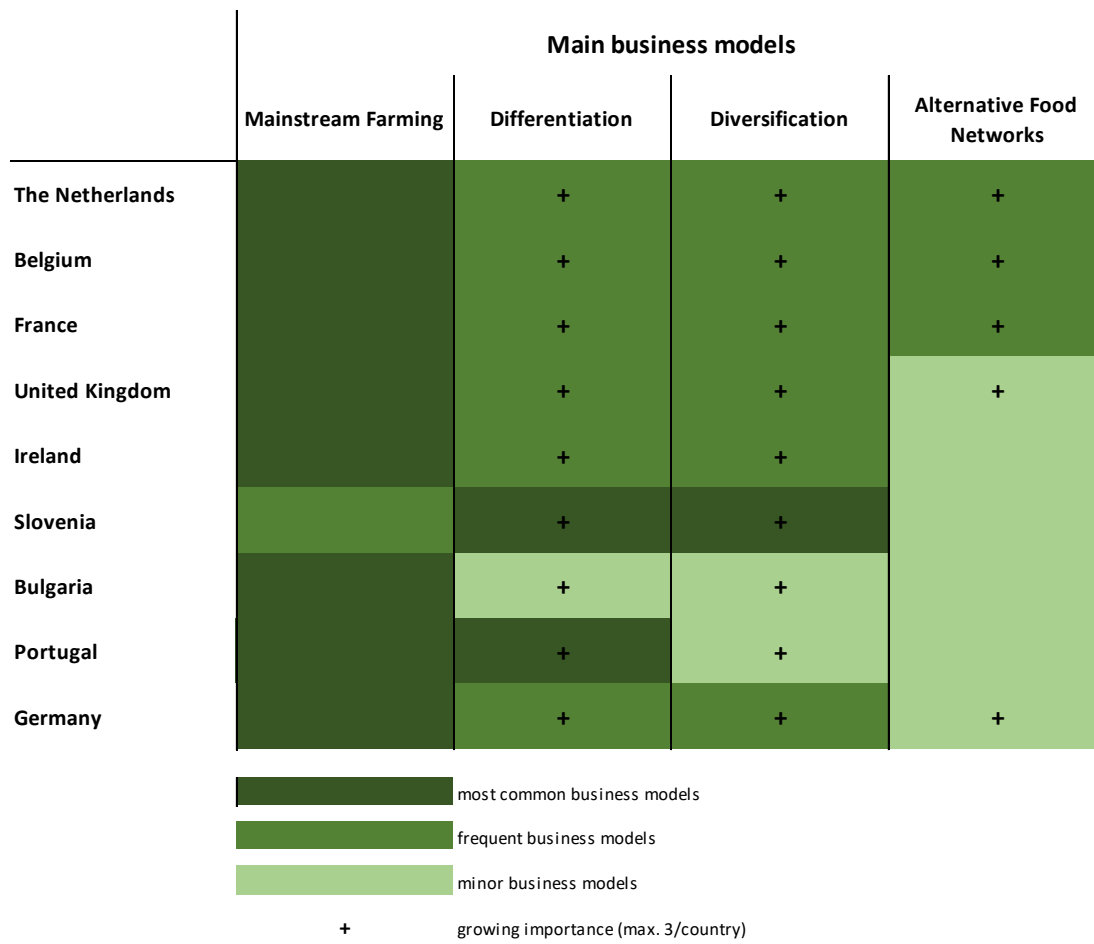 Main business models
Mainstream Farming Differentiation Diversification Alternative Food
Networks
The Netherlands + + +
Belgium + + +
France + + +
United Kingdom + + +
Ireland + +
Slovenia + +
Bulgaria + +
Portugal + +
Germany + + +
most common business models
frequent business models
minor business models
+ growing importance (max. 3/country)